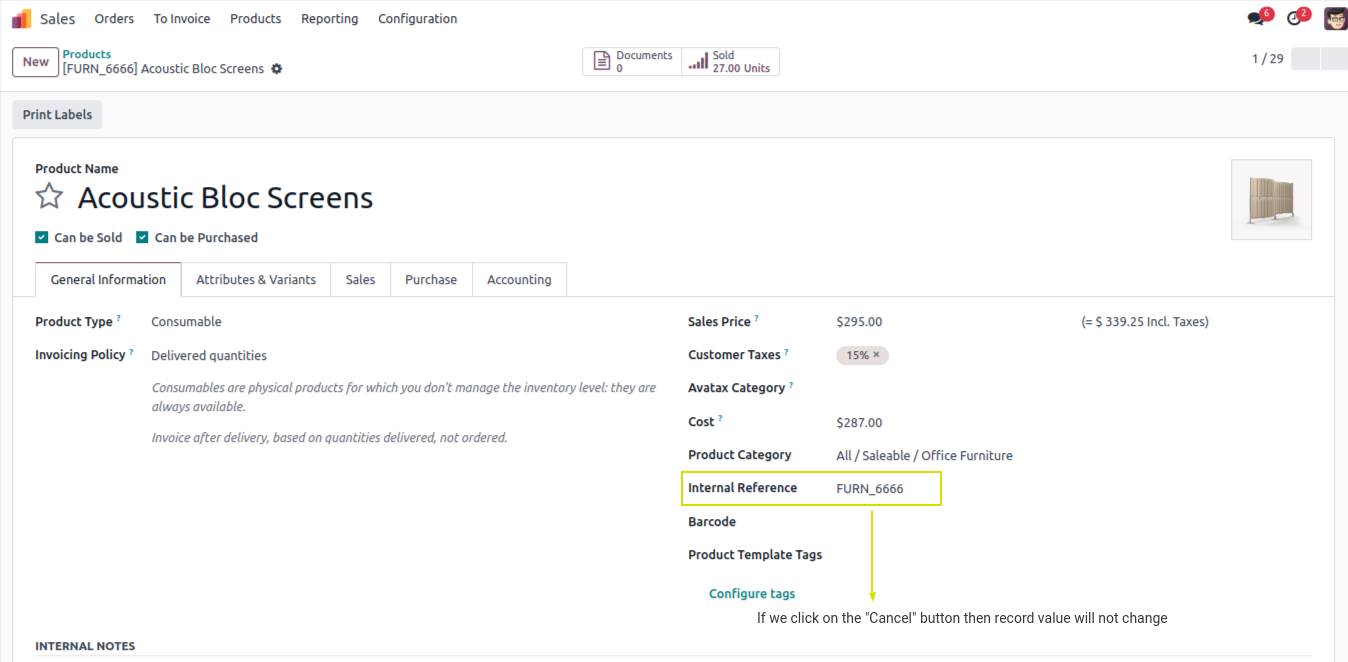 Sales Orders To Invoice Products Reporting Configuration 6 2
New Products Documents Sold
[FURN_6666] Acoustic Bloc Screens 0 27.00 Units 1 / 29
Print Labels
Product Name
Acoustic Bloc Screens
Can be Sold Can be Purchased
General Information Attributes & Variants Sales Purchase Accounting
Product Type ? Consumable Sales Price ? $295.00 (= $ 339.25 Incl. Taxes)
Invoicing Policy ? Delivered quantities Customer Taxes ? 15% ×
Consumables are physical products for which you don't manage the inventory level: they are
always available.
Avatax Category ?
Invoice after delivery, based on quantities delivered, not ordered.
Cost ? $287.00
Product Category All / Saleable / Office Furniture
Internal Reference FURN_6666
Barcode
Product Template Tags
Configure tags
If we click on the "Cancel" button then record value will not change
INTERNAL NOTES